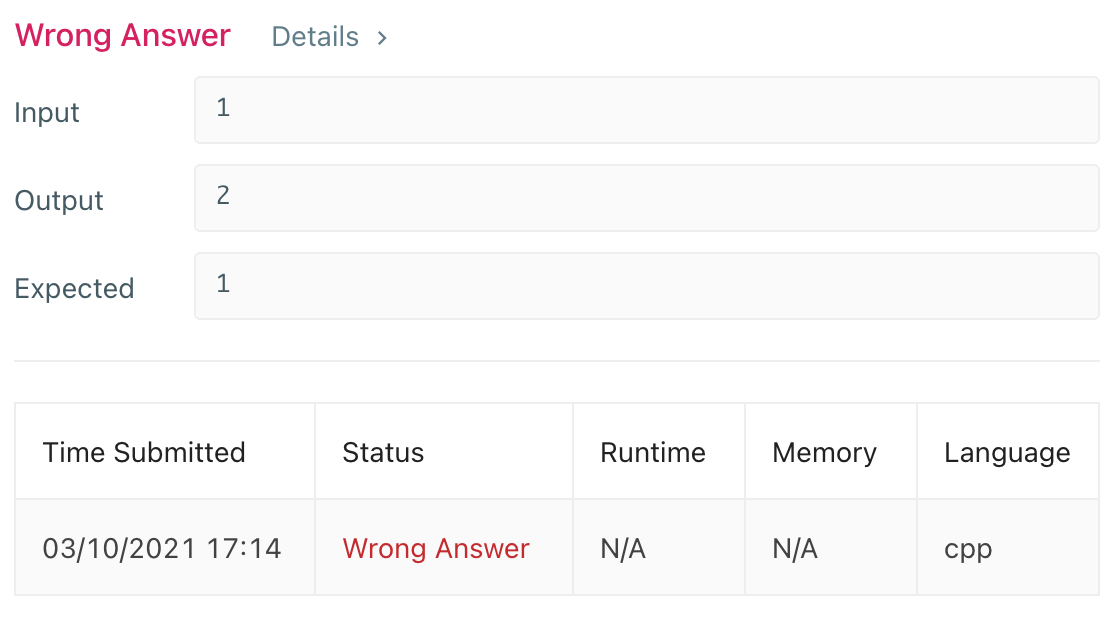 Wrong Answer Details >
Input 1
Output 2
Expected 1
Time Submitted Status Runtime Memory Language
03/10/2021 17:14 Wrong Answer N/A N/A cpp